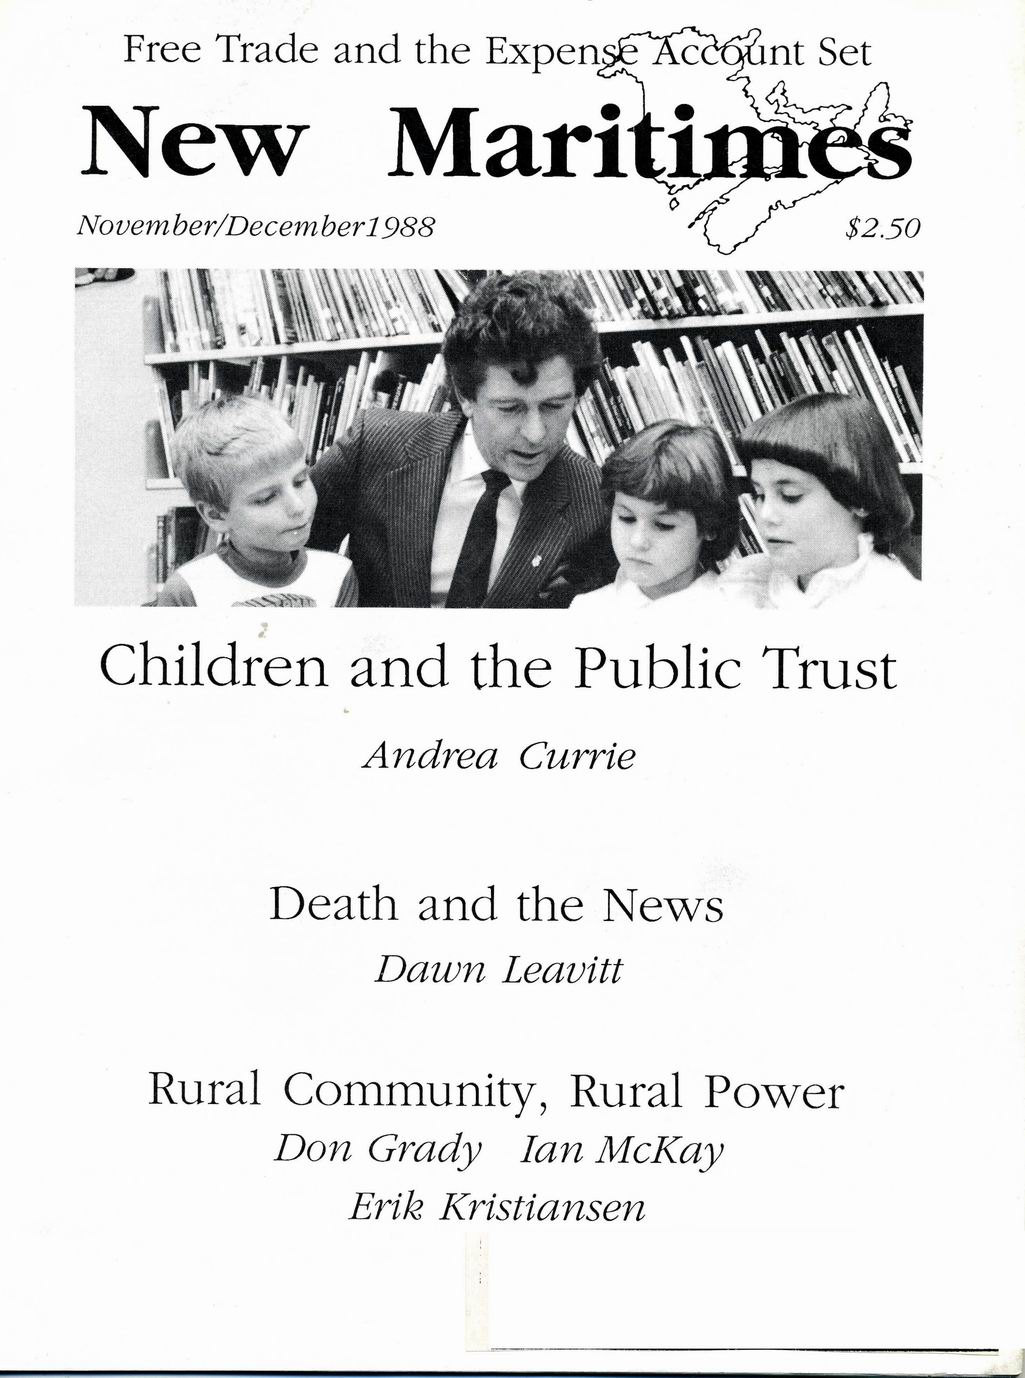 Free Trade and the Expense Account Set
New Maritimes
November/December1988
$2.50
Children and the Public Trust
Andrea Currie
Death and the News
Dawn Leavitt
Rural Community, Rural Power
Don Grady Ian McKay
Erik Kristiansen